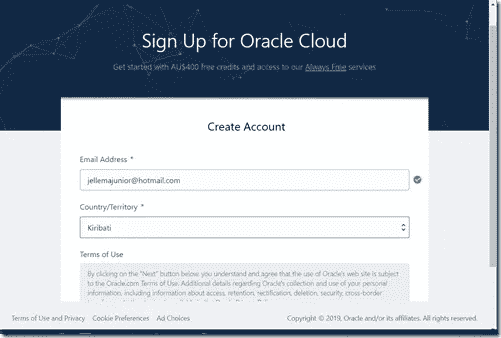 Sign Up for Oracle Cloud
Get started with AU$400 free credits and access to our Always Free services
Create Account
Email Address *
jellemajunior@hotmail.com
Country/Territory *
Kiribati
Terms of Use
By clicking on the "Next" button below you understand and agree that the use of Oracle's web site is subject
to the Oracle.com Terms of Use. Additional details regarding Oracle's collection and use of your personal
information, including information about access, retention, rectification, deletion, security, cross-border
Terms of Use and Privacy Cookie Preferences Ad Choices
Copyright © 2019, Oracle and/or its affiliates. All rights reserved.